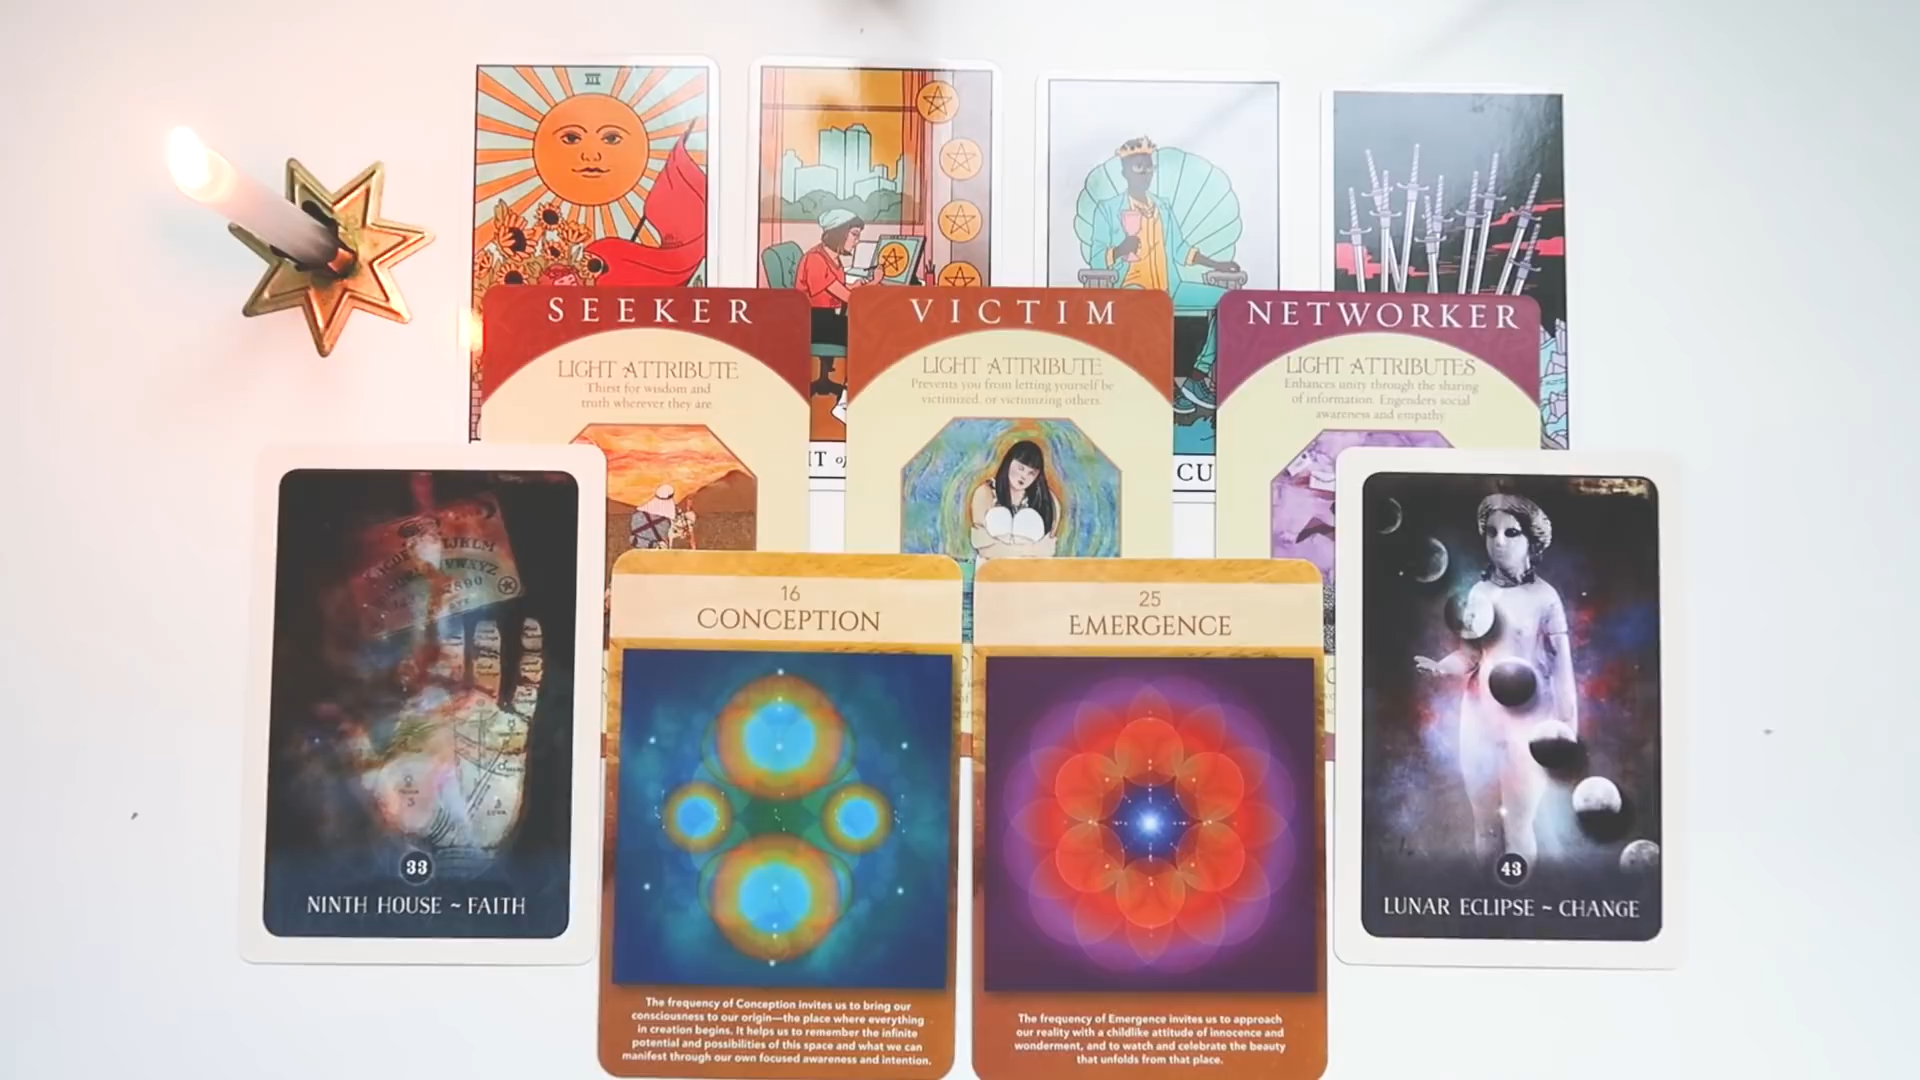 SEEKER
LIGHT ATTRIBUTE
Thirst for wisdom and
truth wherever they are
VICTIM
LIGHT ATTRIBUTE
Prevents you from letting yourself be
victimized, or victimizing others.
NETWORKER
LIGHT ATTRIBUTES
Enhances unity through the sharing
of information. Engenders social
awareness and empathy
CU
33
NINTH HOUSE ~ FAITH
16
CONCEPTION
The frequency of Conception invites us to bring our
consciousness to our origin—the place where everything
in creation begins. It helps us to remember the infinite
potential and possibilities of this space and what we can
manifest through our own focused awareness and intention.
25
EMERGENCE
The frequency of Emergence invites us to approach
our reality with a childlike attitude of innocence and
wonderment, and to watch and celebrate the beauty
that unfolds from that place.
43
LUNAR ECLIPSE ~ CHANGE